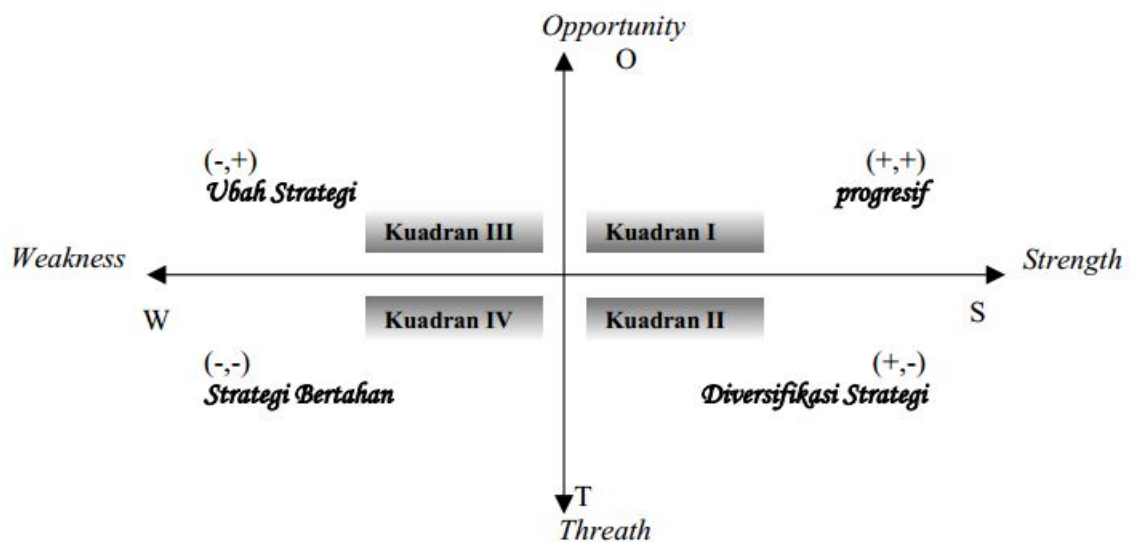 Opportunity
O
(-,+)
Ubah Strategi
(+,+)
progresif
Kuadran III
Kuadran I
Weakness
Strength
W
Kuadran IV
Kuadran II
S
(-,-)
Strategi Bertahan
(+,-)
Diversifikasi Strategi
T
Threath